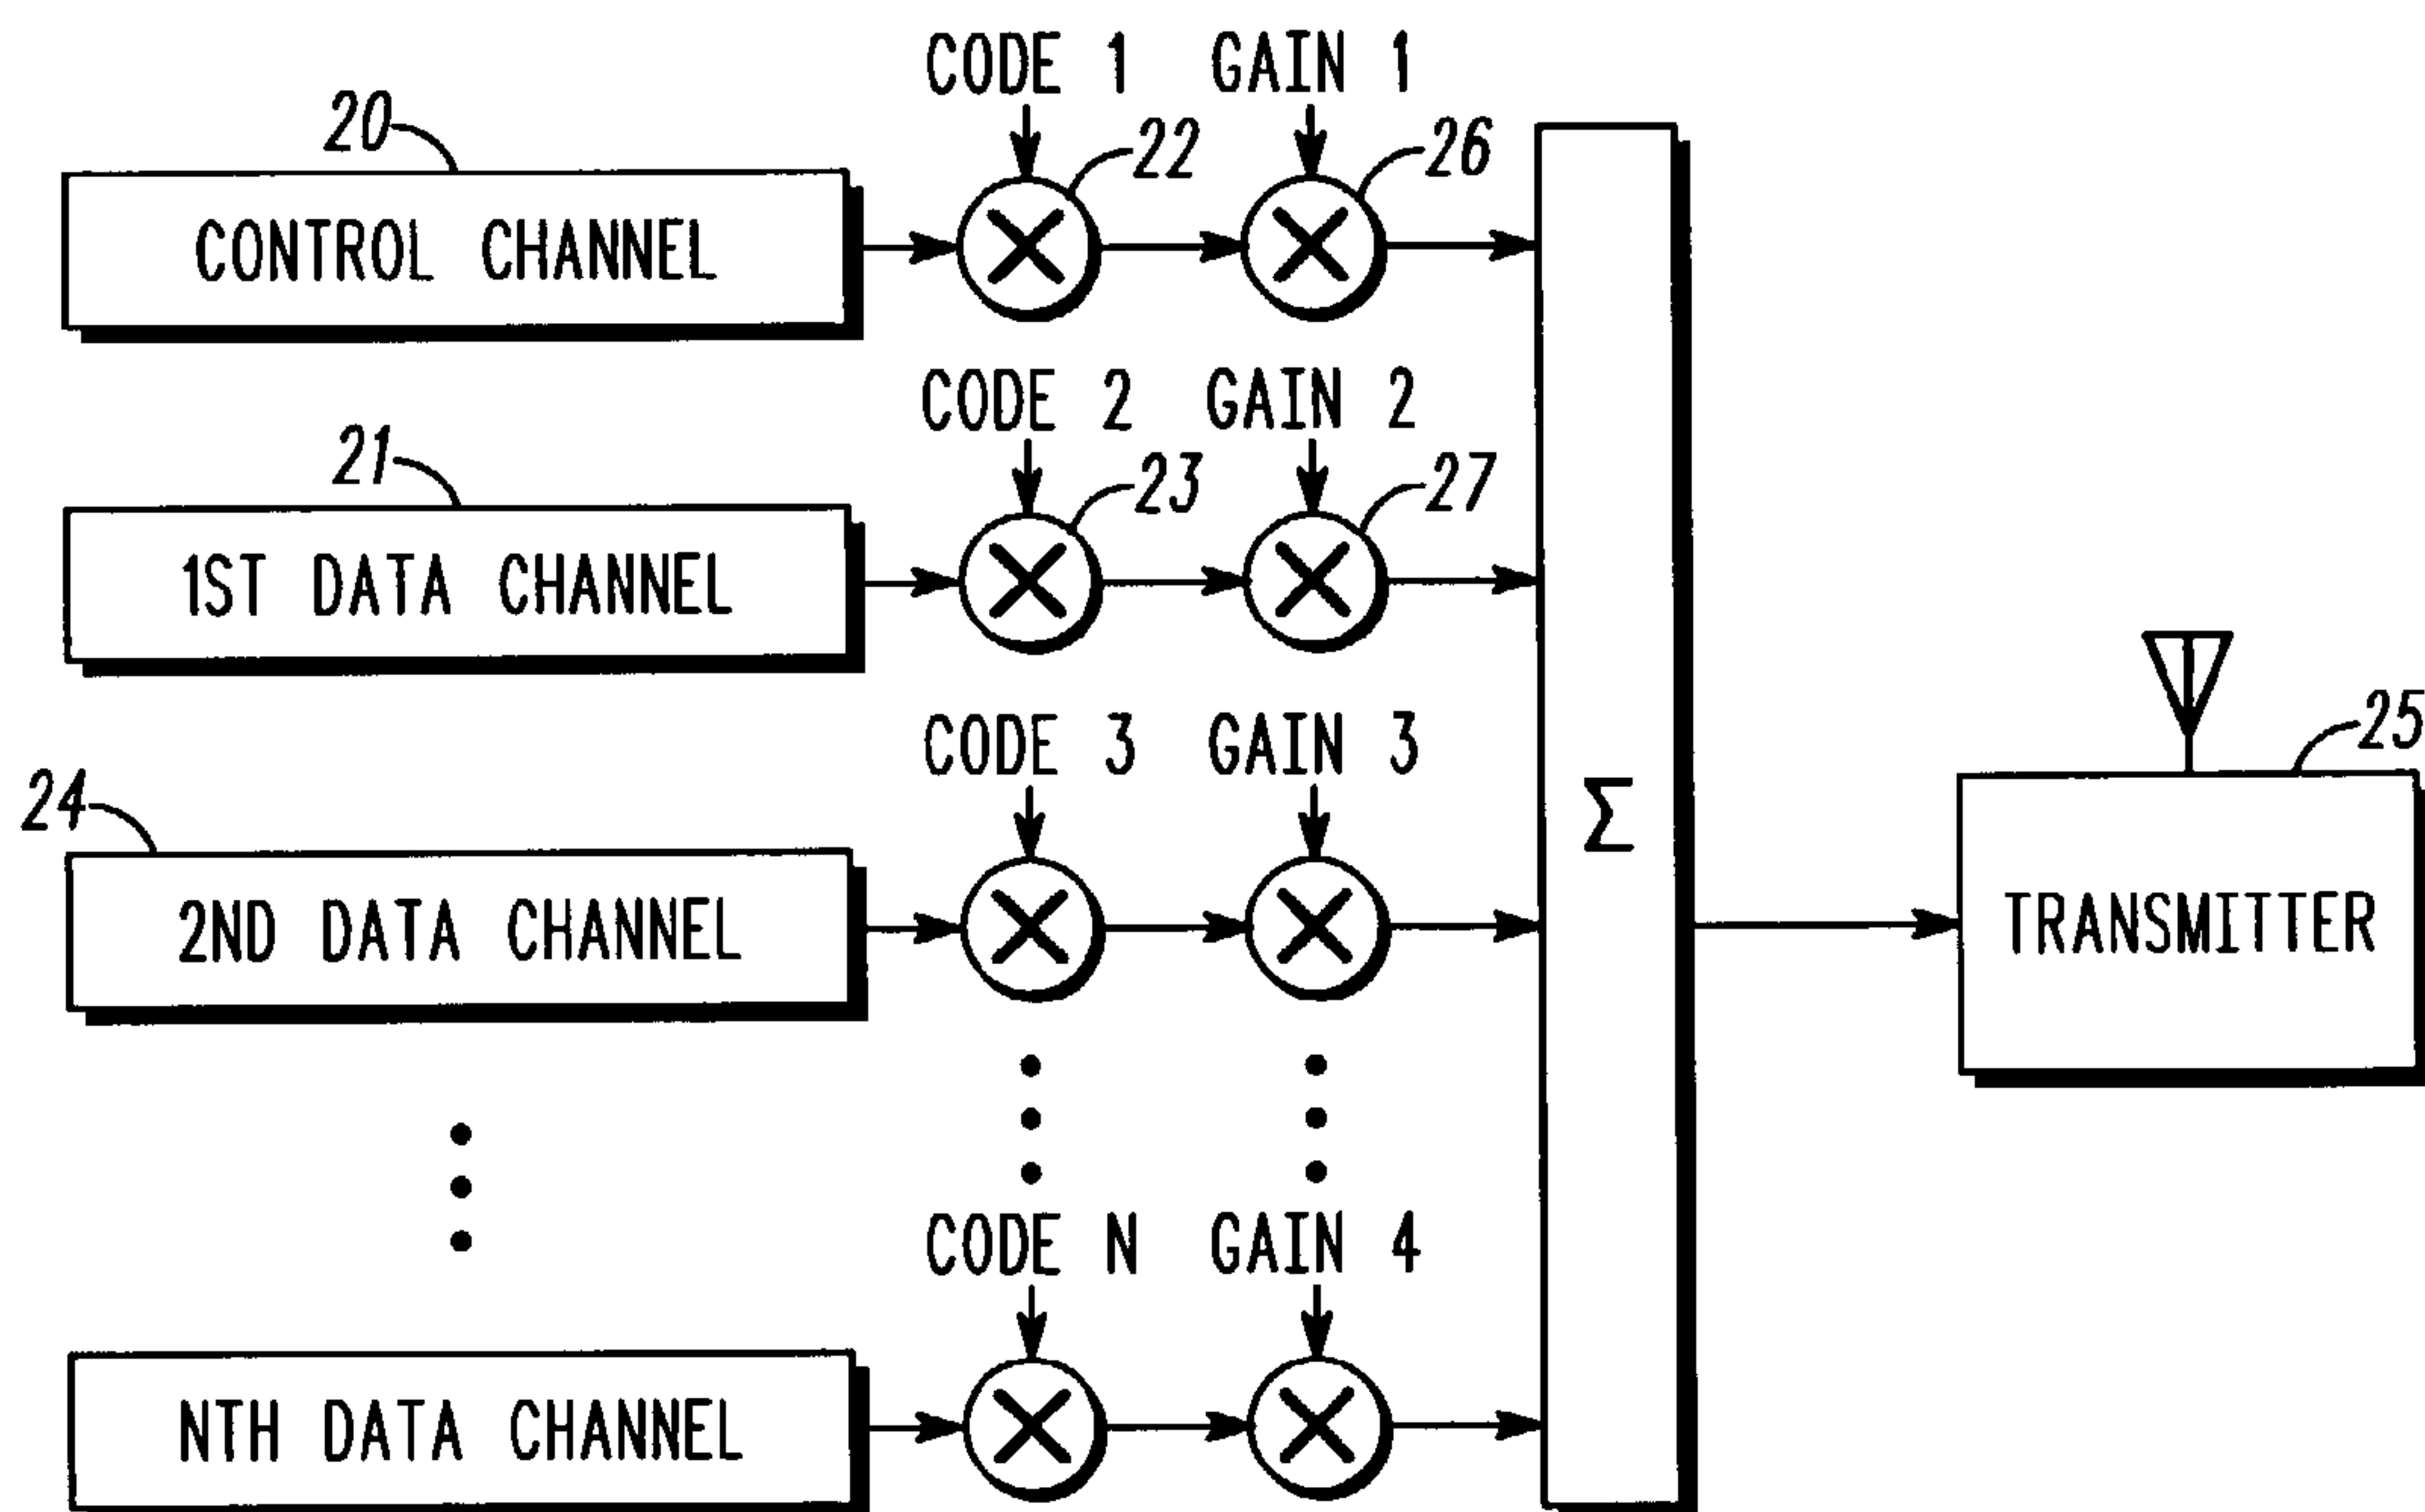 CODE 1 GAIN 1
20
22
26
CONTROL CHANNEL
CODE 2 GAIN 2
21
23
27
1ST DATA CHANNEL
CODE 3 GAIN 3
25
24
Σ
2ND DATA CHANNEL
TRANSMITTER
CODE N GAIN 4
NTH DATA CHANNEL